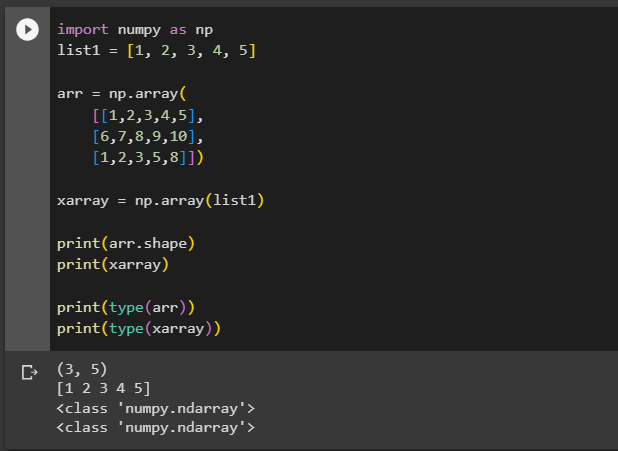 import numpy as np
list1 = [1, 2, 3, 4, 5]
arr = np.array(
[[1,2,3,4,5],
[6,7,8,9,10],
[1,2,3,5,8]])
xarray = np.array(list1)
print(arr.shape)
print(xarray)
print(type(arr))
print(type(xarray))
(3, 5)
[1 2 3 4 5]
<class 'numpy.ndarray'>
<class 'numpy.ndarray'>